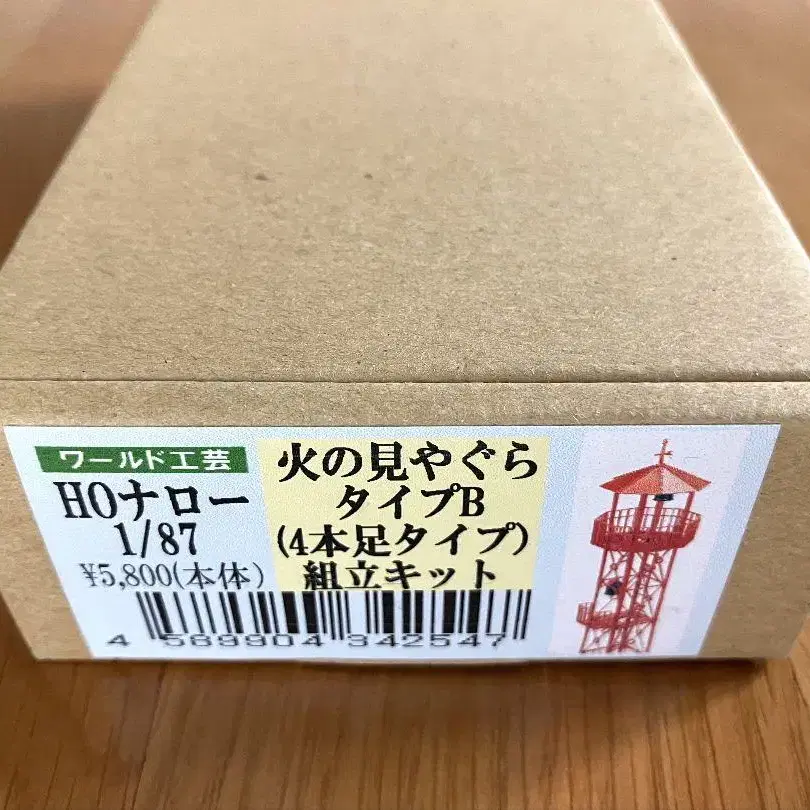 ワールド工芸
HOナロー
1/87
¥5,800(本体)
火の見やぐら
タイプB
(4本足タイプ)
組立キット
4 589904 342547